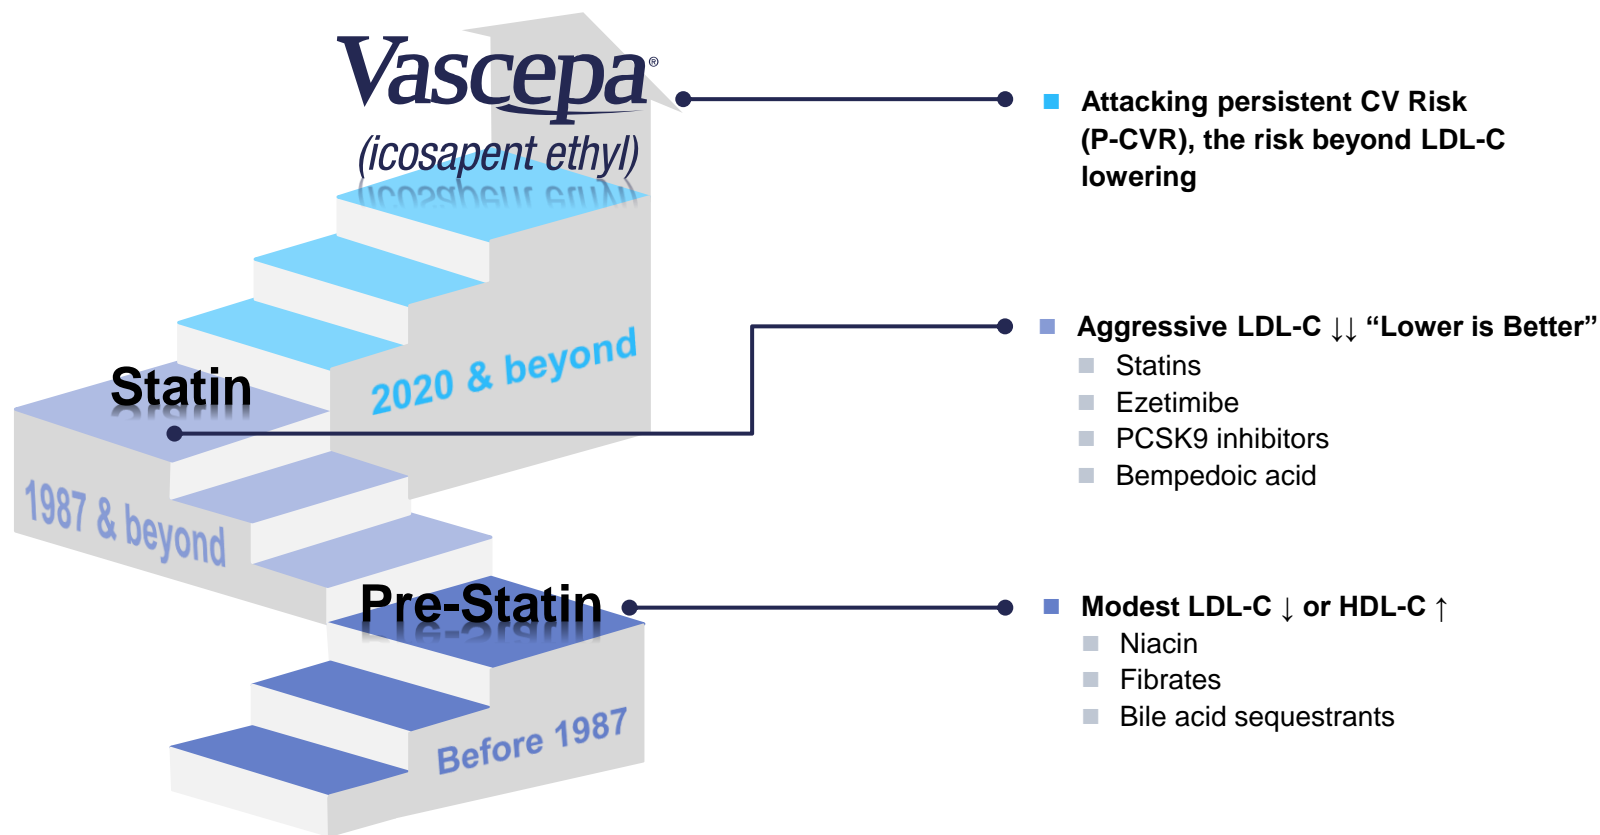 Vascepa®
(icosapent ethyl)
Attacking persistent CV Risk
(P-CVR), the risk beyond LDL-C
lowering
2020 & beyond
Statin
1987 & beyond
Aggressive LDL-C ↓↓ “Lower is Better”
Statins
Ezetimibe
PCSK9 inhibitors
Bempedoic acid
Pre-Statin
Before 1987
Modest LDL-C ↓ or HDL-C ↑
Niacin
Fibrates
Bile acid sequestrants